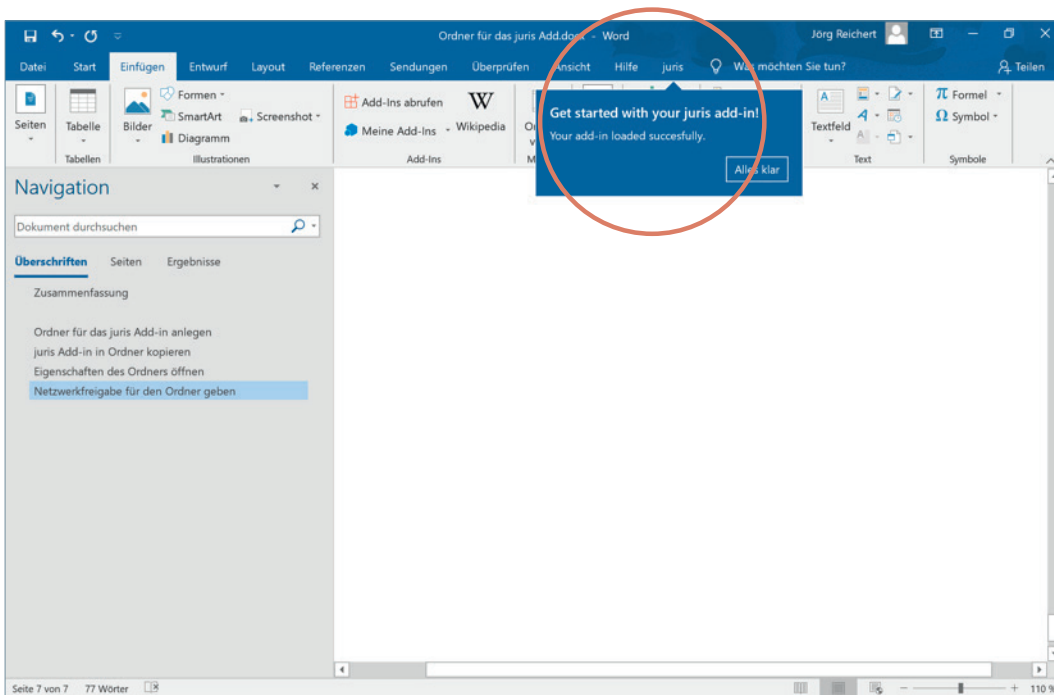 Ordner für das juris Add.docx - Word
Jörg Reichert
Datei Start Einfügen Entwurf Layout Referenzen Sendungen Überprüfen Ansicht Hilfe juris Was möchten Sie tun? Teilen
Seiten
Tabelle
Tabellen
Bilder
Formen
SmartArt
Diagramm
Screenshot
Illustrationen
Add-Ins abrufen
Meine Add-Ins
W
Wikipedia
Add-Ins
Get started with your juris add-in!
Your add-in loaded succesfully.
Alles klar
Textfeld
Text
π Formel
Ω Symbol
Symbole
Navigation
Dokument durchsuchen
Überschriften Seiten Ergebnisse
Zusammenfassung
Ordner für das juris Add-in anlegen
juris Add-in in Ordner kopieren
Eigenschaften des Ordners öffnen
Netzwerkfreigabe für den Ordner geben
Seite 7 von 7 77 Wörter
110 %